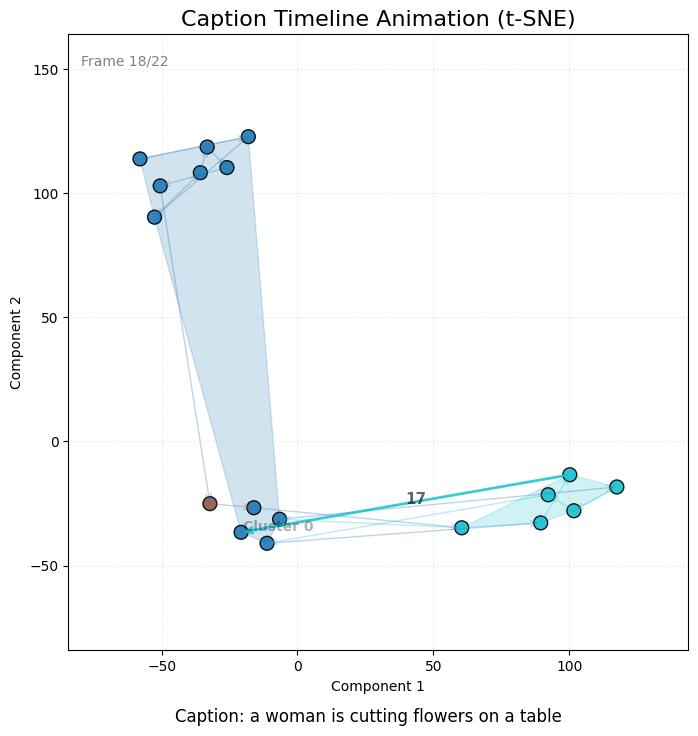 Caption Timeline Animation (t-SNE)
Frame 18/22
150
100
50
0
−50
Component 2
17
Cluster 0
−50
0
50
100
Component 1
Caption: a woman is cutting flowers on a table